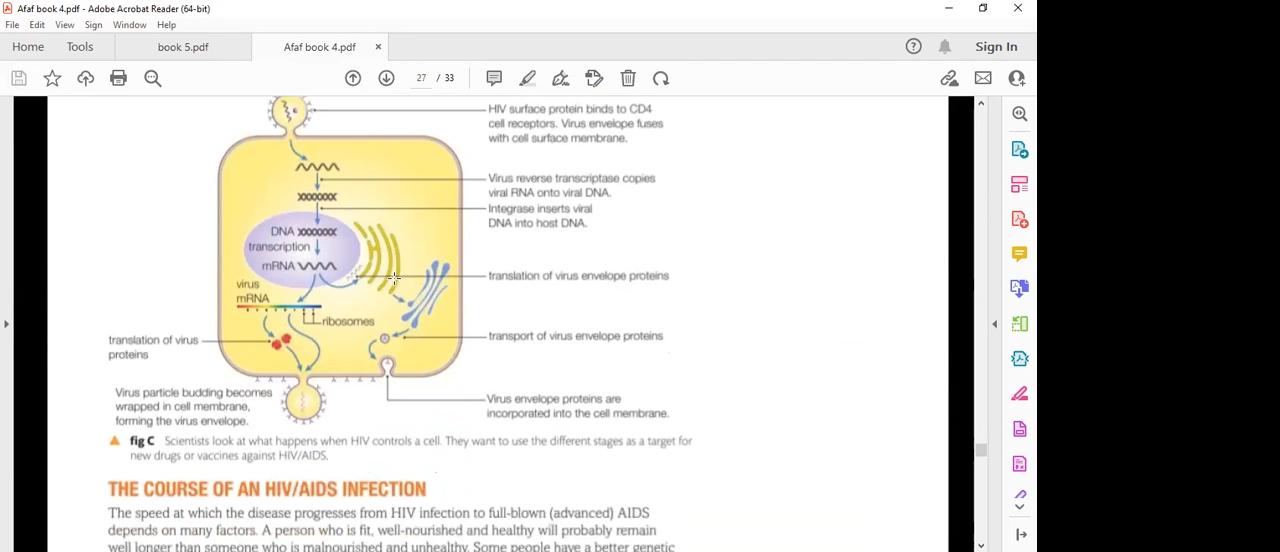 Afaf book 4.pdf - Adobe Acrobat Reader (64-bit)
File Edit View Sign Window Help
Home Tools book 5.pdf Afaf book 4.pdf × Sign In
27 / 33
HIV surface protein binds to CD4
cell receptors. Virus envelope fuses
with cell surface membrane.
Virus reverse transcriptase copies
viral RNA onto viral DNA.
Integrase inserts viral
DNA into host DNA.
DNA
transcription
mRNA
translation of virus envelope proteins
virus
mRNA
ribosomes
translation of virus
proteins
transport of virus envelope proteins
Virus particle budding becomes
wrapped in cell membrane,
forming the virus envelope.
Virus envelope proteins are
incorporated into the cell membrane.
fig C Scientists look at what happens when HIV controls a cell. They want to use the different stages as a target for
new drugs or vaccines against HIV/AIDS.
THE COURSE OF AN HIV/AIDS INFECTION
The speed at which the disease progresses from HIV infection to full-blown (advanced) AIDS
depends on many factors. A person who is fit, well-nourished and healthy will probably remain
well longer than someone who is malnourished and unhealthy. Some people have a better genetic